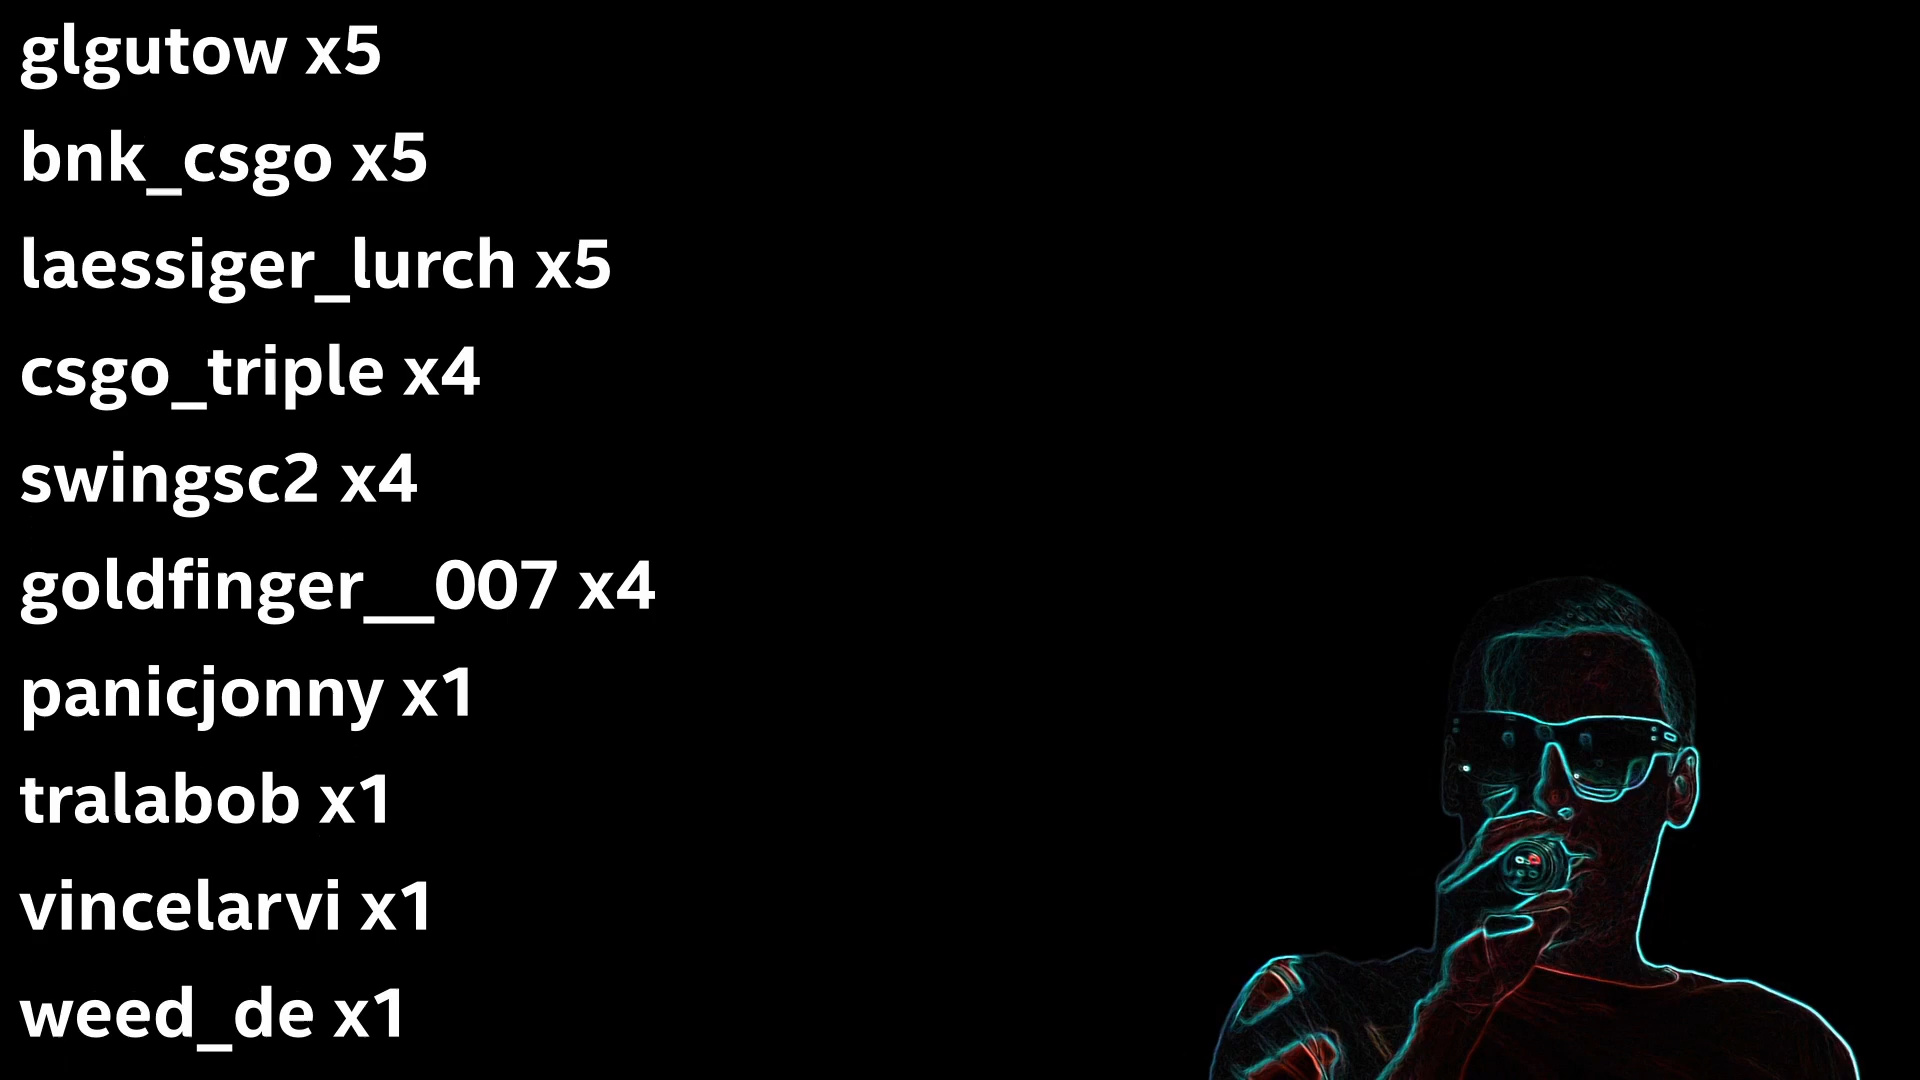 glgutow x5
bnk_csgo x5
laessiger_lurch x5
csgo_triple x4
swingsc2 x4
goldfinger__007 x4
panicjonny x1
tralabob x1
vincelarvi x1
weed_de x1